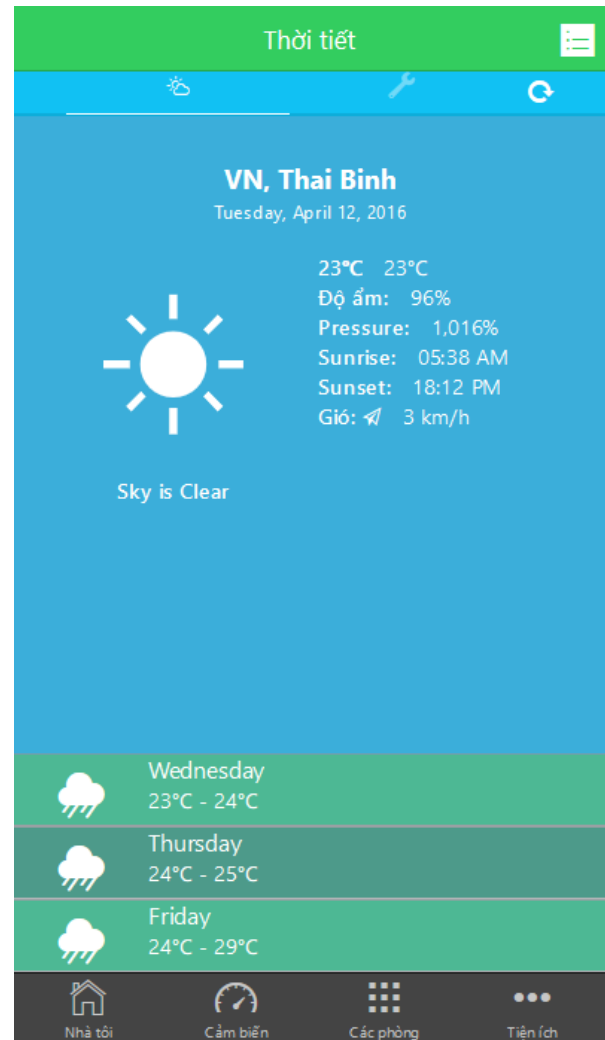 Thời tiết
VN, Thai Binh
Tuesday, April 12, 2016
23°C 23°C
Độ ẩm: 96%
Pressure: 1,016%
Sunrise: 05:38 AM
Sunset: 18:12 PM
Gió: 3 km/h
Sky is Clear
Wednesday
23°C - 24°C
Thursday
24°C - 25°C
Friday
24°C - 29°C
Nhà tôi Cảm biến Các phòng Tiện ích